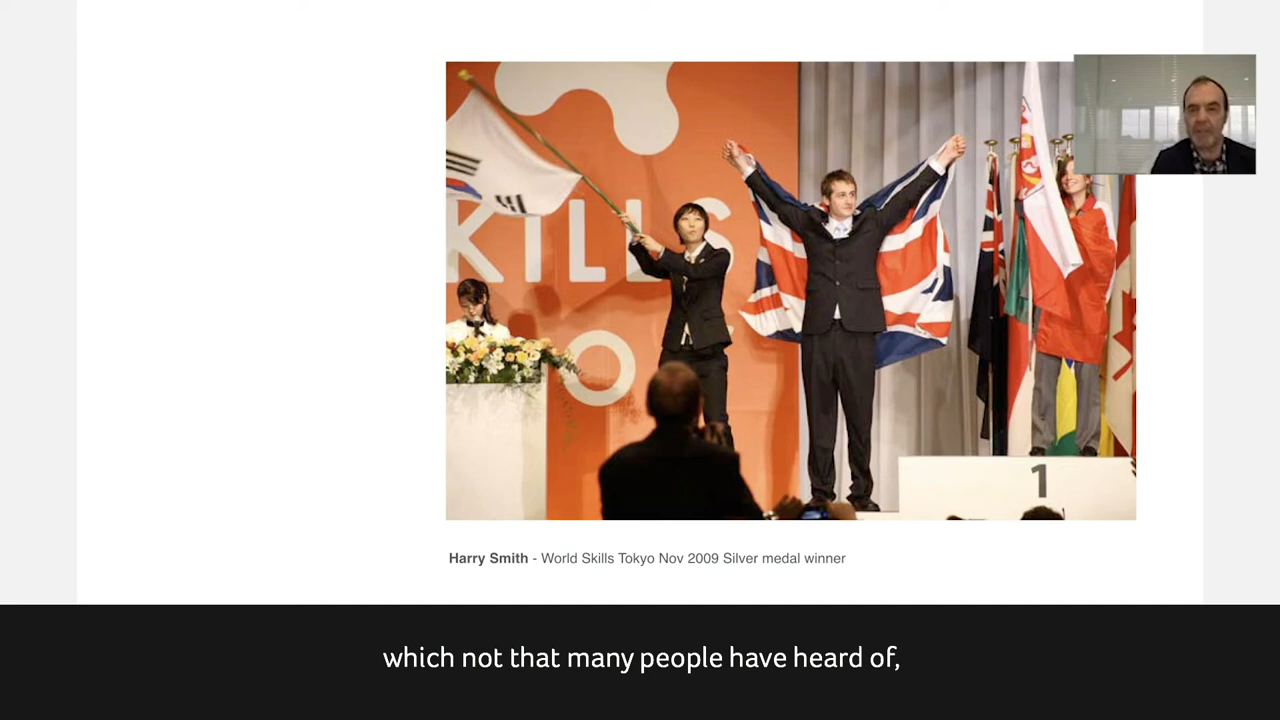 KILLS
O
1
Harry Smith - World Skills Tokyo Nov 2009 Silver medal winner
which not that many people have heard of,